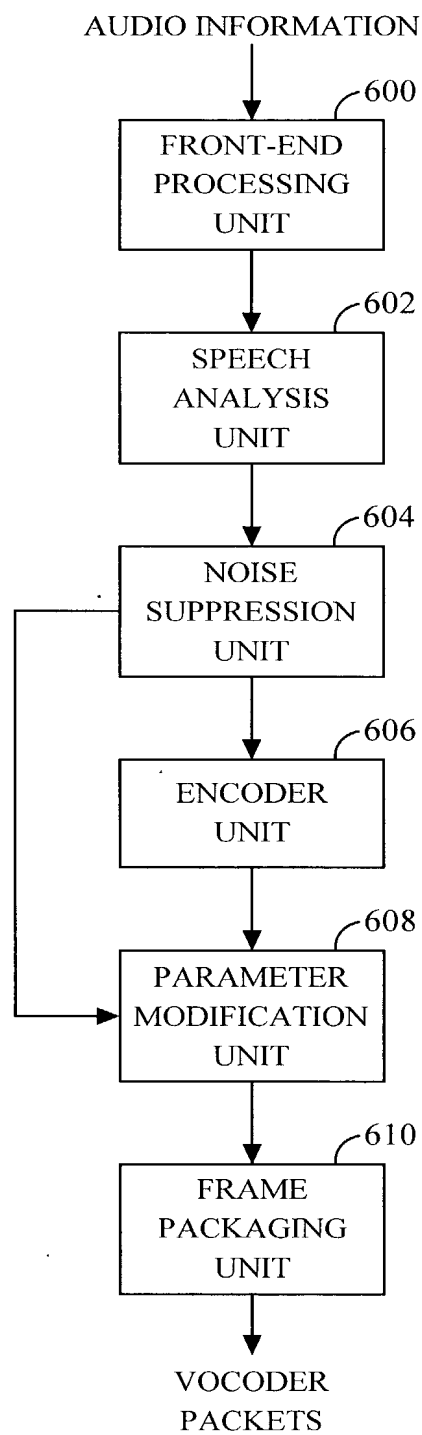 AUDIO INFORMATION
600
FRONT-END
PROCESSING
UNIT
602
SPEECH
ANALYSIS
UNIT
604
NOISE
SUPPRESSION
UNIT
606
ENCODER
UNIT
608
PARAMETER
MODIFICATION
UNIT
610
FRAME
PACKAGING
UNIT
VOCODER
PACKETS